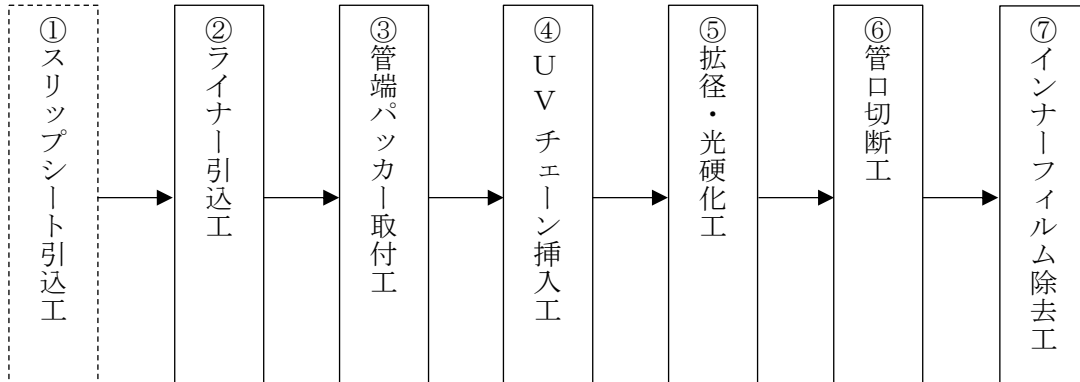 ①スリップシート引込工
②ライナー引込工
③管端パッカー取付工
④UVチェーン挿入工
⑤拡径・光硬化工
⑥管口切断工
⑦インナーフィルム除去工